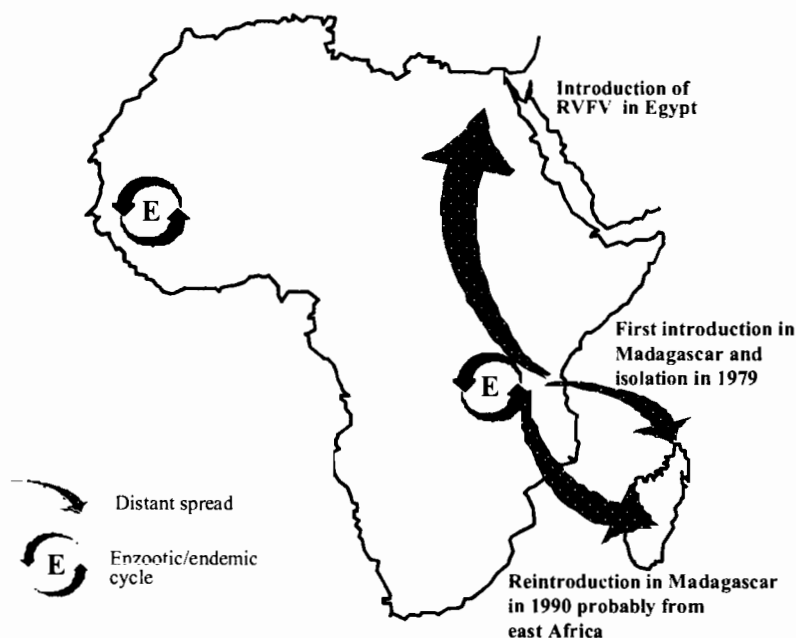 Introduction of
RVFV in Egypt
E
First introduction in
Madagascar and
isolation in 1979
E
Distant spread
E
Enzootic/endemic
cycle
Reintroduction in Madagascar
in 1990 probably from
east Africa